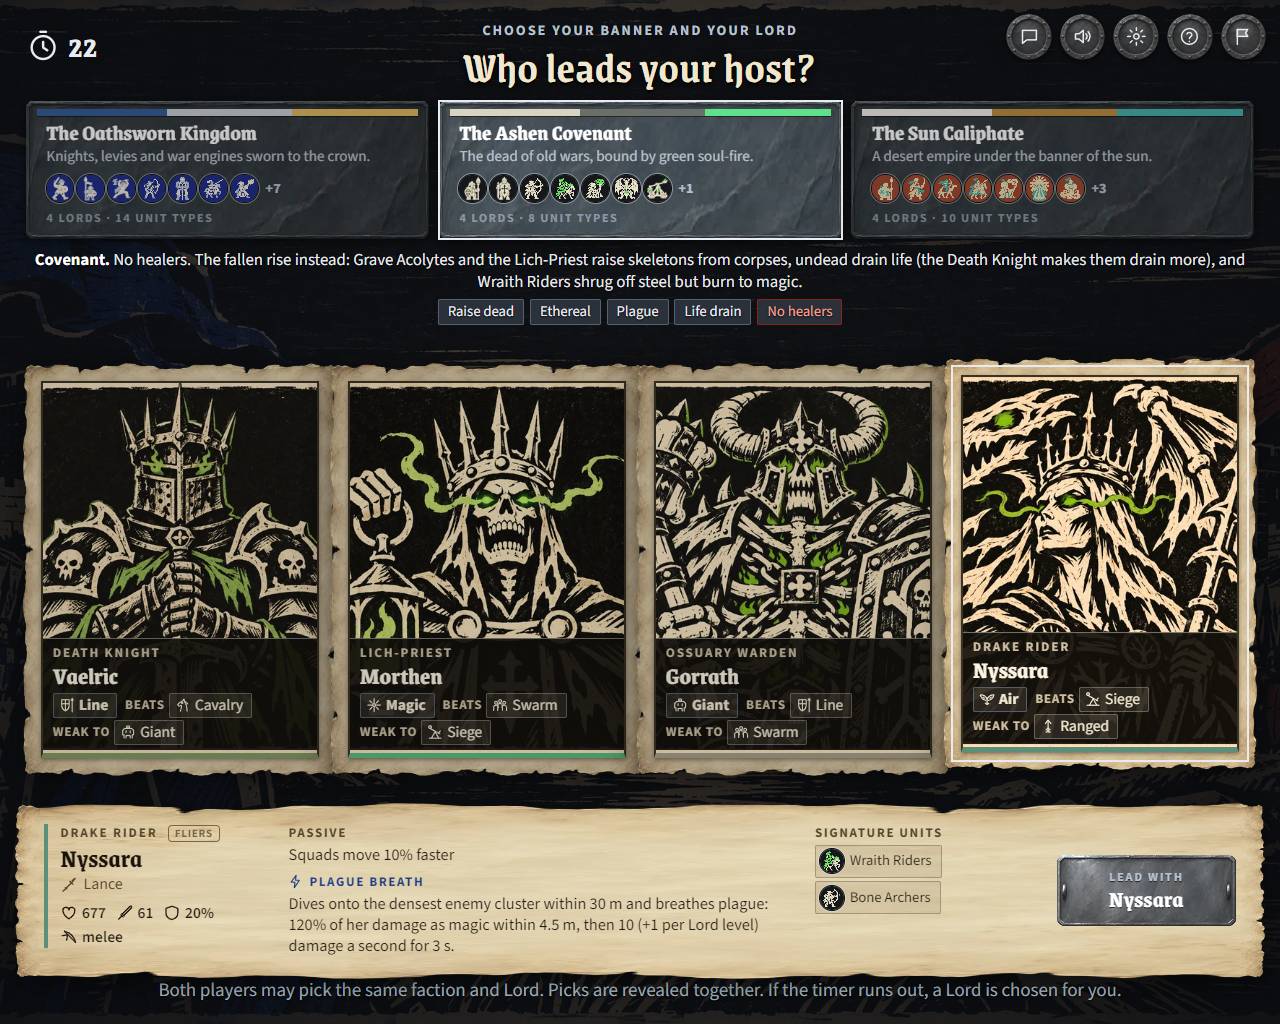 22
CHOOSE YOUR BANNER AND YOUR LORD
Who leads your host?
The Oathsworn Kingdom
Knights, levies and war engines sworn to the crown.
+7
4 LORDS · 14 UNIT TYPES
The Ashen Covenant
The dead of old wars, bound by green soul-fire.
+1
4 LORDS · 8 UNIT TYPES
The Sun Caliphate
A desert empire under the banner of the sun.
+3
4 LORDS · 10 UNIT TYPES
Covenant. No healers. The fallen rise instead: Grave Acolytes and the Lich-Priest raise skeletons from corpses, undead drain life (the Death Knight makes them drain more), and
Wraith Riders shrug off steel but burn to magic.
Raise dead Ethereal Plague Life drain No healers
DEATH KNIGHT
Vaelric
Line BEATS Cavalry
WEAK TO Giant
LICH-PRIEST
Morthen
Magic BEATS Swarm
WEAK TO Siege
OSSUARY WARDEN
Gorrath
Giant BEATS Line
WEAK TO Swarm
DRAKE RIDER
Nyssara
Air BEATS Siege
WEAK TO Ranged
DRAKE RIDER FLIERS
Nyssara
Lance
677 61 20%
melee
PASSIVE
Squads move 10% faster
PLAGUE BREATH
Dives onto the densest enemy cluster within 30 m and breathes plague:
120% of her damage as magic within 4.5 m, then 10 (+1 per Lord level)
damage a second for 3 s.
SIGNATURE UNITS
Wraith Riders
Bone Archers
LEAD WITH
Nyssara
Both players may pick the same faction and Lord. Picks are revealed together. If the timer runs out, a Lord is chosen for you.